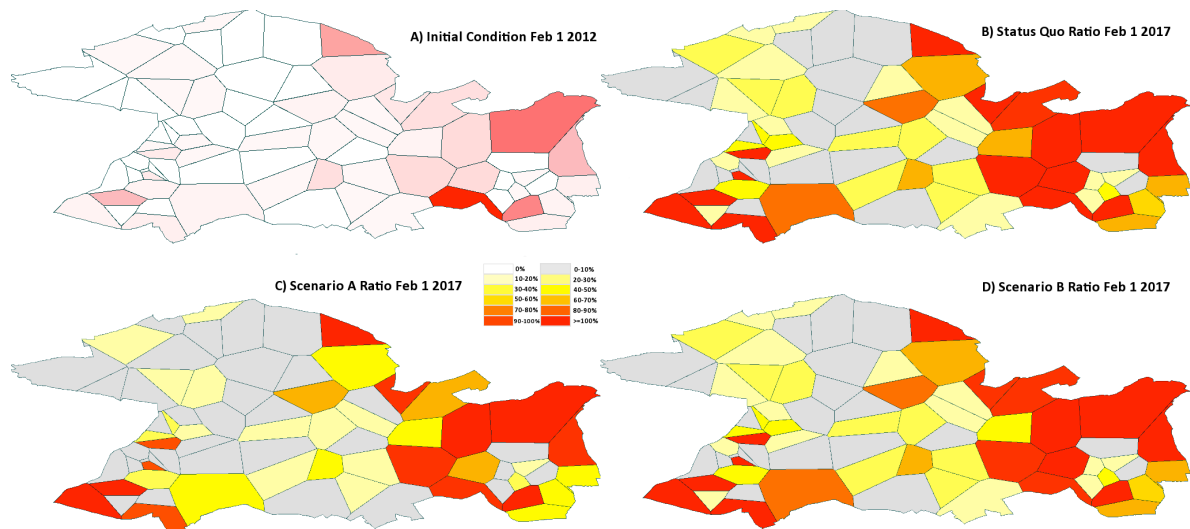 A) Initial Condition Feb 1 2012
B) Status Quo Ratio Feb 1 2017
C) Scenario A Ratio Feb 1 2017
0% 0-10%
10-20% 20-30%
30-40% 40-50%
50-60% 60-70%
70-80% 80-90%
90-100% >=100%
D) Scenario B Ratio Feb 1 2017